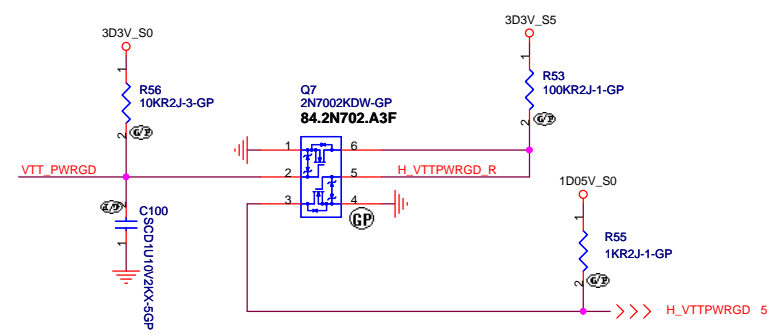 3D3V_S0
1
R56
10KR2J-3-GP
2
G/P
VTT_PWRGD
G/P
2
C100
SCD1U10V2KX-5GP
1
Q7
2N7002KDW-GP
84.2N702.A3F
1
2
3
6
5
4
GP
H_VTTPWRGD_R
3D3V_S5
1
R53
100KR2J-1-GP
2
G/P
1D05V_S0
1
R55
1KR2J-1-GP
2
G/P
H_VTTPWRGD 5